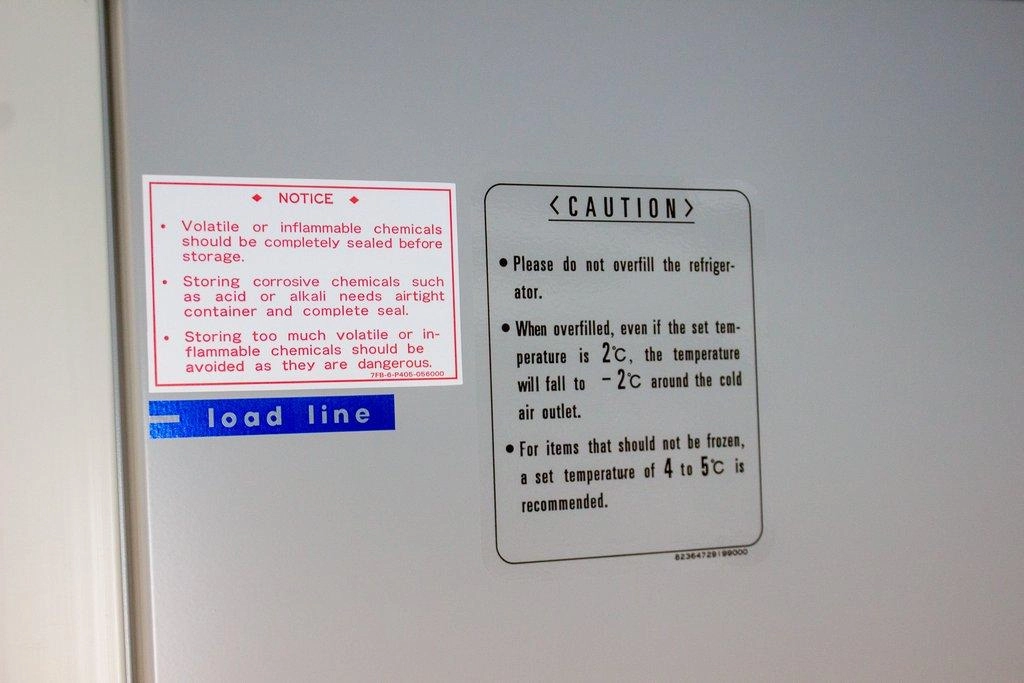 ◆ NOTICE ◆
• Volatile or inflammable chemicals
should be completely sealed before
storage.
• Storing corrosive chemicals such
as acid or alkali needs airtight
container and complete seal.
• Storing too much volatile or in-
flammable chemicals should be
avoided as they are dangerous.
7FB-6-P405-056000
load line
<CAUTION>
• Please do not overfill the refriger-
ator.
• When overfilled, even if the set tem-
perature is 2℃, the temperature
will fall to -2℃ around the cold
air outlet.
• For items that should not be frozen,
a set temperature of 4 to 5℃ is
recommended.
82364729199000